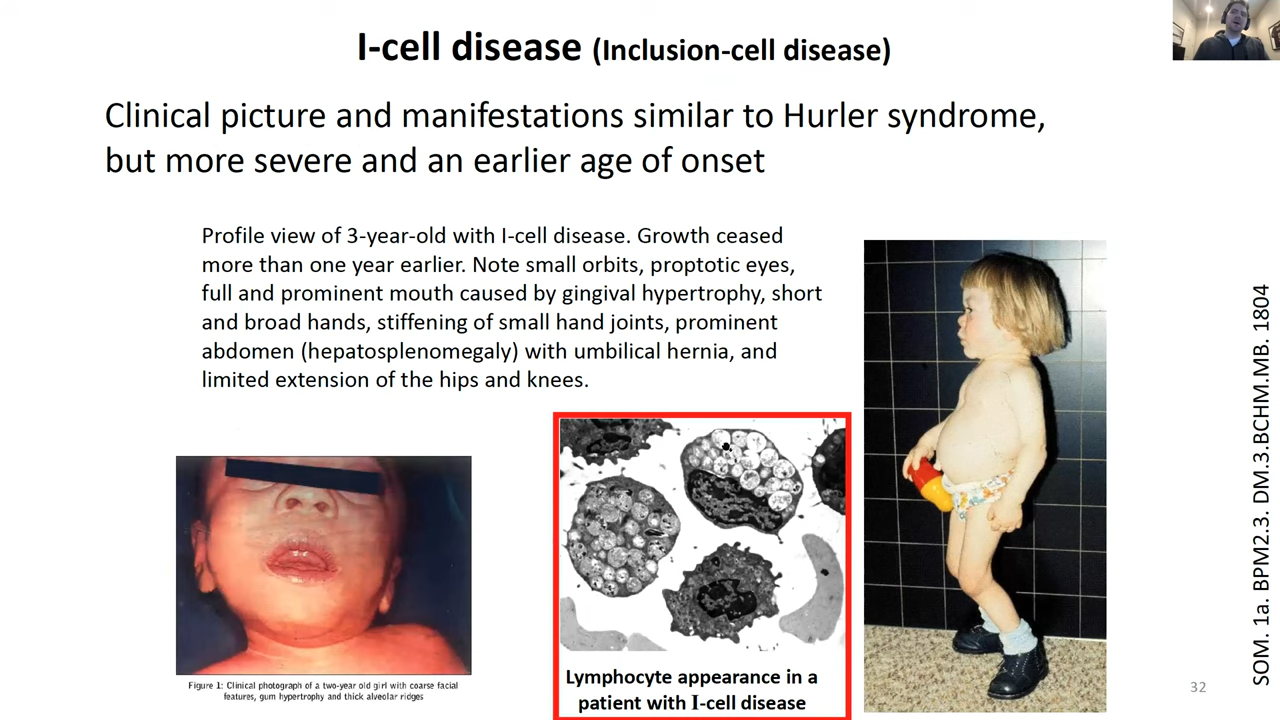 I-cell disease (Inclusion-cell disease)
Clinical picture and manifestations similar to Hurler syndrome,
but more severe and an earlier age of onset
Profile view of 3-year-old with I-cell disease. Growth ceased
more than one year earlier. Note small orbits, proptotic eyes,
full and prominent mouth caused by gingival hypertrophy, short
and broad hands, stiffening of small hand joints, prominent
abdomen (hepatosplenomegaly) with umbilical hernia, and
limited extension of the hips and knees.
Figure 1: Clinical photograph of a two-year old girl with coarse facial
features, gum hypertrophy and thick alveolar ridges
Lymphocyte appearance in a
patient with I-cell disease
SOM. 1a. BPM2.3. DM.3.BCHM.MB. 1804
32